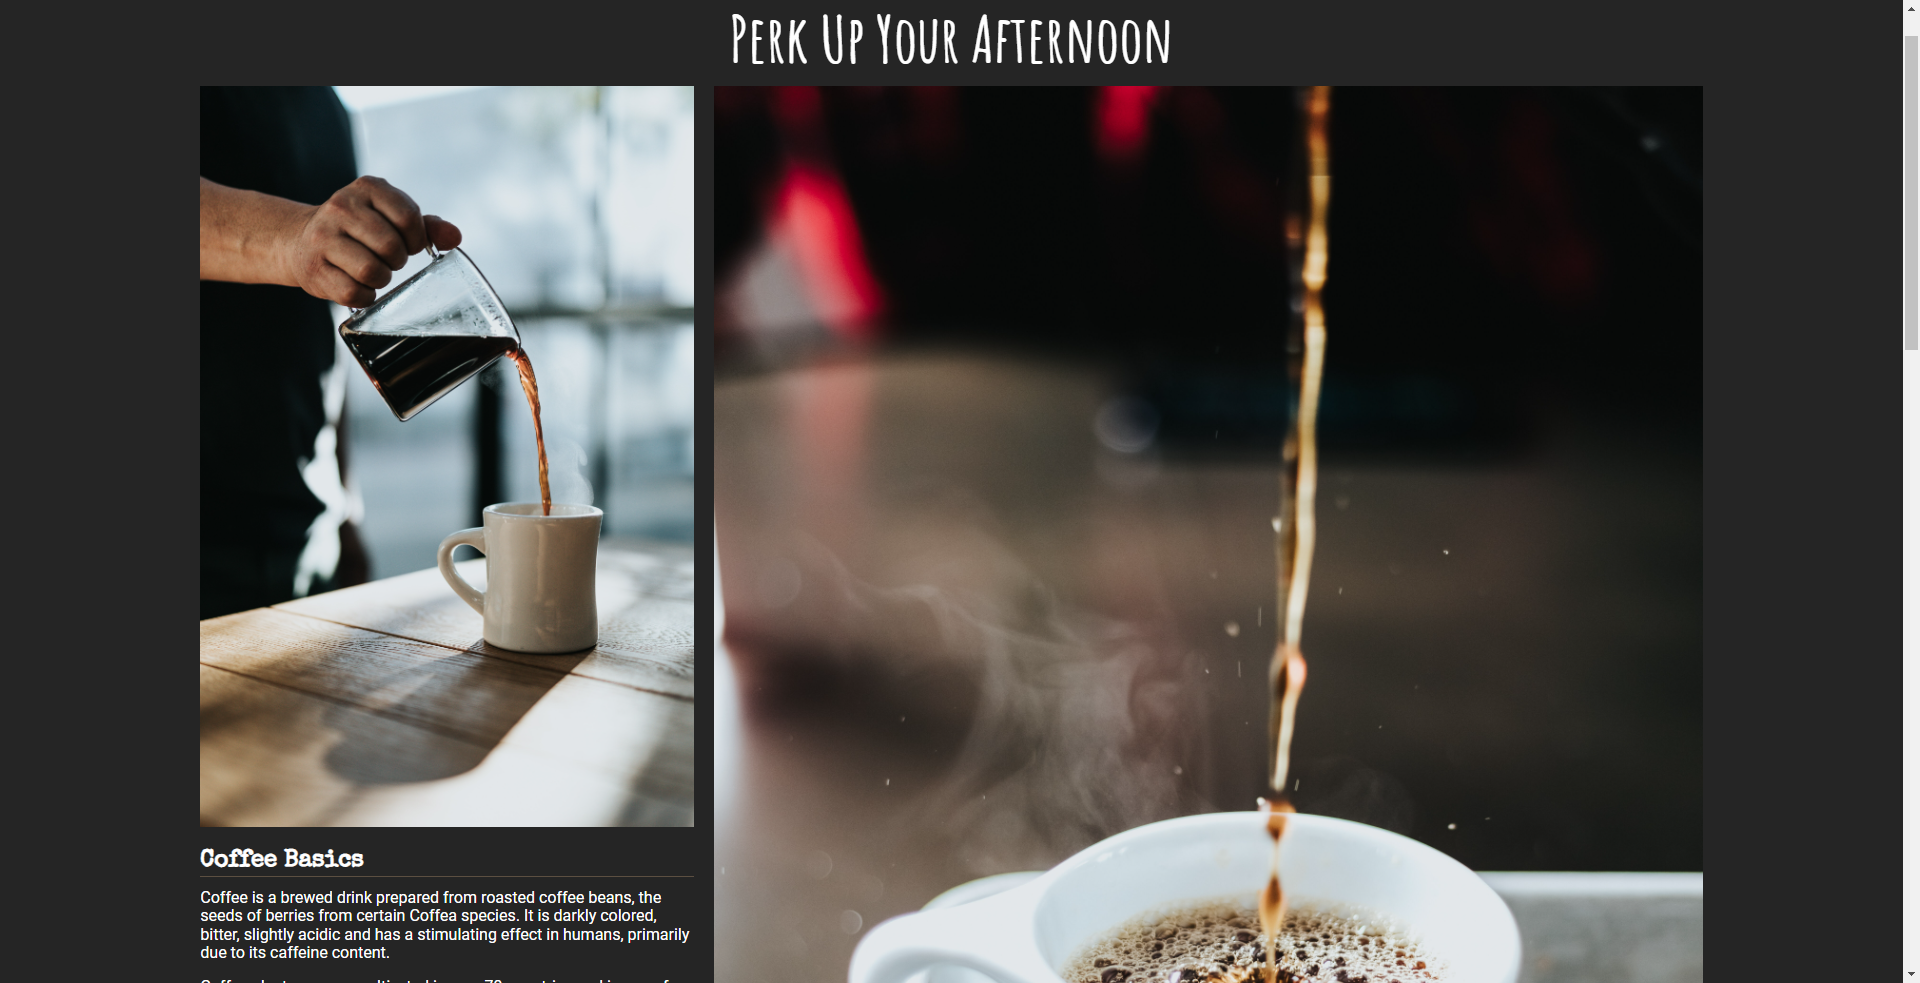 Perk Up Your Afternoon
Coffee Basics
Coffee is a brewed drink prepared from roasted coffee beans, the
seeds of berries from certain Coffea species. It is darkly colored,
bitter, slightly acidic and has a stimulating effect in humans, primarily
due to its caffeine content.